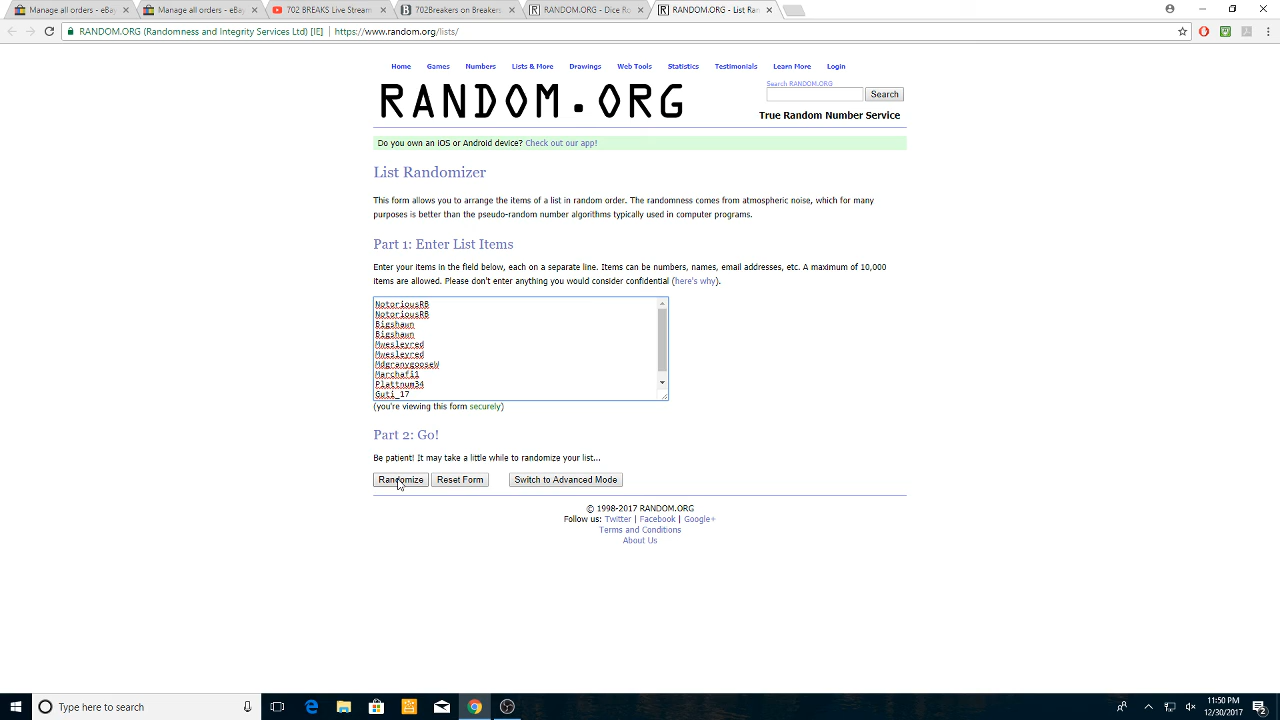 Manage all orders - eBay
Manage all orders - eBay
702 BREAKS Live Stream
702Breakes on Breakers
RANDOM.ORG - Dice Ro
RANDOM.ORG - List Ran
RANDOM.ORG (Randomness and Integrity Services Ltd) [IE]
https://www.random.org/lists/
Home Games Numbers Lists & More Drawings Web Tools Statistics Testimonials Learn More Login
Search RANDOM.ORG
RANDOM.ORG
Search
True Random Number Service
Do you own an iOS or Android device? Check out our app!
List Randomizer
This form allows you to arrange the items of a list in random order. The randomness comes from atmospheric noise, which for many
purposes is better than the pseudo-random number algorithms typically used in computer programs.
Part 1: Enter List Items
Enter your items in the field below, each on a separate line. Items can be numbers, names, email addresses, etc. A maximum of 10,000
items are allowed. Please don't enter anything you would consider confidential (here's why).
NotoriousRB
NotoriousRB
Bigshawn
Bigshawn
Mwesleyred
Mwesleyred
MdgranygooseW
Marchafi1
Plattnum34
Guti_17
(you're viewing this form securely)
Part 2: Go!
Be patient! It may take a little while to randomize your list...
Randomize Reset Form Switch to Advanced Mode
© 1998-2017 RANDOM.ORG
Follow us: Twitter | Facebook | Google+
Terms and Conditions
About Us
Type here to search
11:50 PM
12/30/2017
2